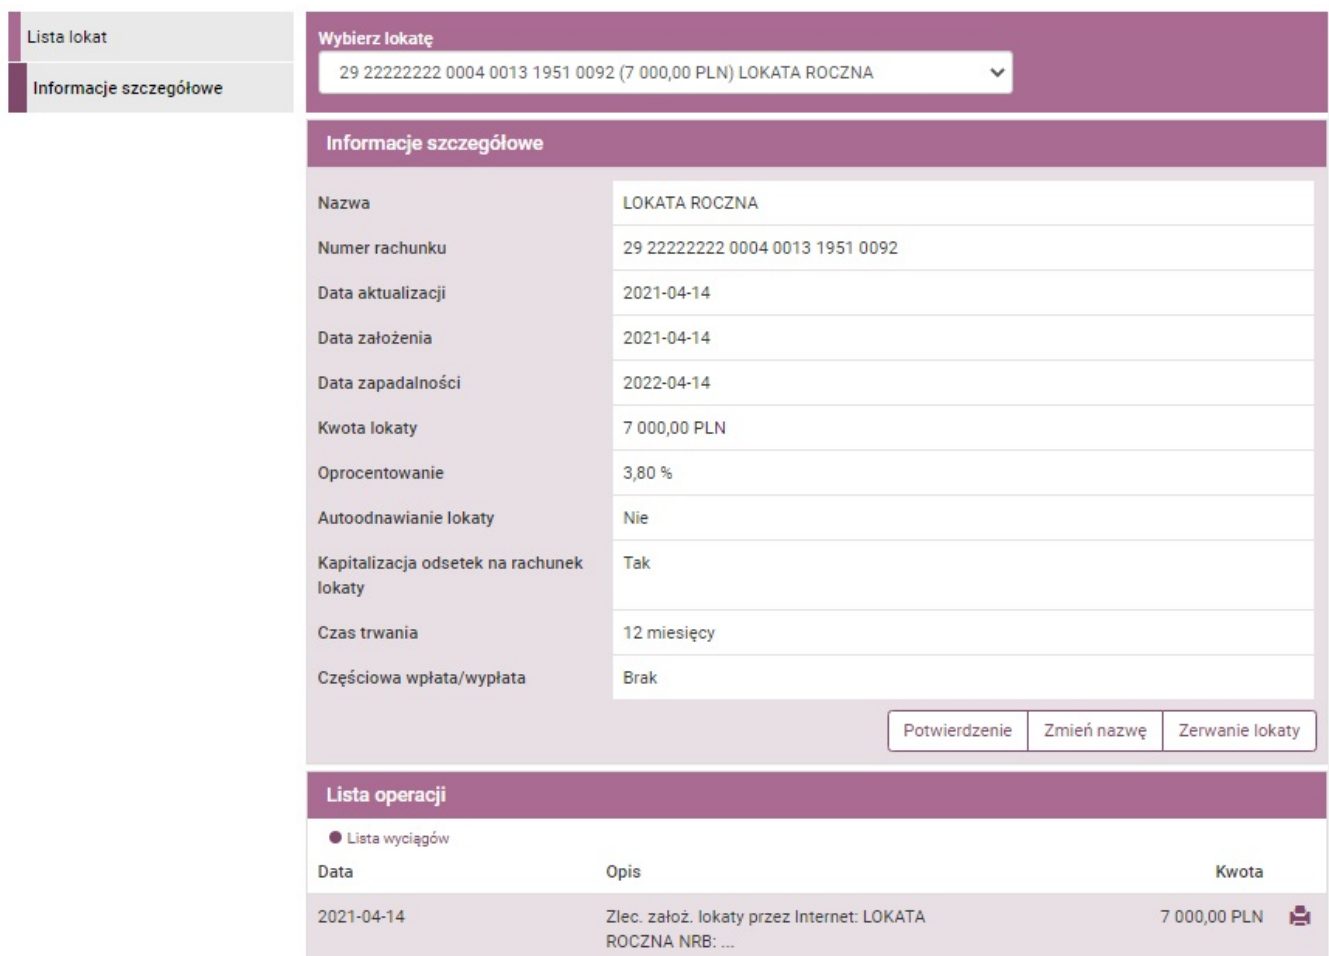 Lista lokat
Informacje szczegółowe
Wybierz lokatę
29 22222222 0004 0013 1951 0092 (7 000,00 PLN) LOKATA ROCZNA
Informacje szczegółowe
Nazwa LOKATA ROCZNA
Numer rachunku 29 22222222 0004 0013 1951 0092
Data aktualizacji 2021-04-14
Data założenia 2021-04-14
Data zapadalności 2022-04-14
Kwota lokaty 7 000,00 PLN
Oprocentowanie 3,80 %
Autoodnawianie lokaty Nie
Kapitalizacja odsetek na rachunek Tak
lokaty
Czas trwania 12 miesięcy
Częściowa wpłata/wypłata Brak
Potwierdzenie Zmień nazwę Zerwanie lokaty
Lista operacji
Lista wyciągów
Data Opis Kwota
2021-04-14 Zlec. założ. lokaty przez Internet: LOKATA 7 000,00 PLN
ROCZNA NRB: ...